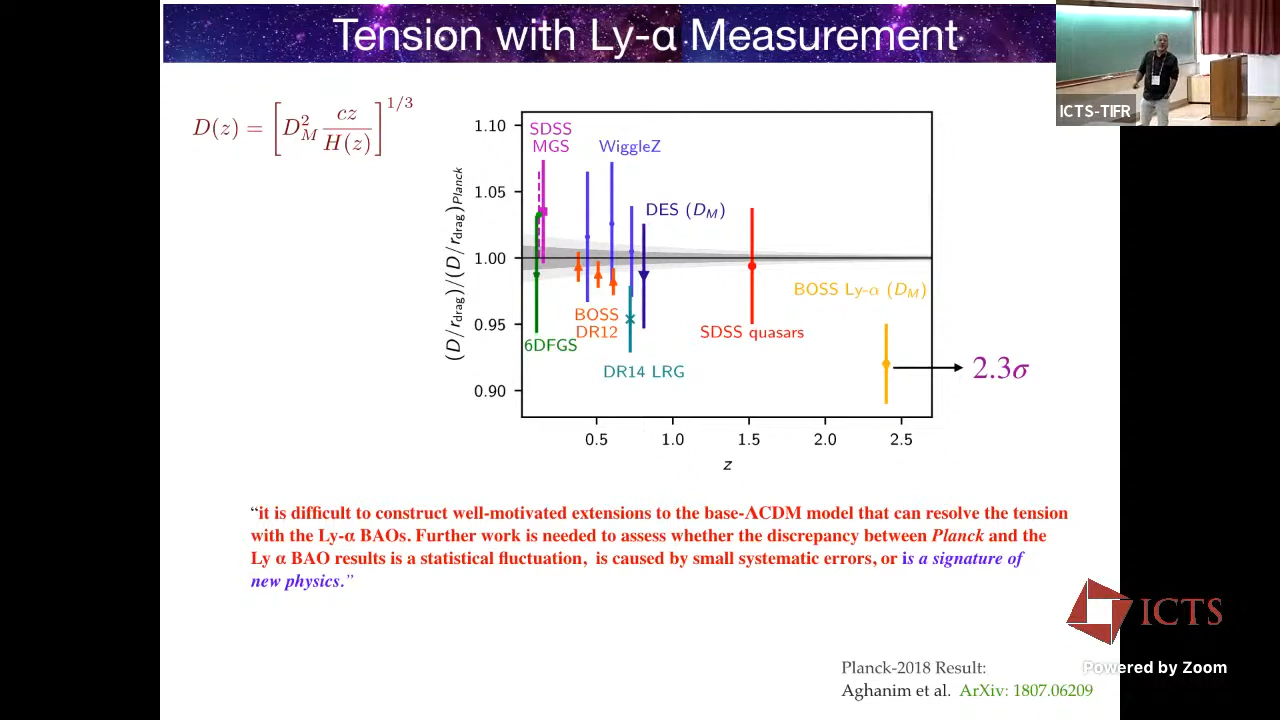 Tension with Ly-α Measurement
ICTS-TIFR
D(z) = [D_M^2 cz/H(z)]^{1/3}
(D/r_drag)/(D/r_drag)_Planck
1.10
1.05
1.00
0.95
0.90
SDSS
MGS
WiggleZ
DES (D_M)
BOSS Ly-α (D_M)
BOSS
DR12
6DFGS
SDSS quasars
DR14 LRG
2.3σ
0.5 1.0 1.5 2.0 2.5
z
“it is difficult to construct well-motivated extensions to the base-ΛCDM model that can resolve the tension
with the Ly-α BAOs. Further work is needed to assess whether the discrepancy between Planck and the
Ly α BAO results is a statistical fluctuation, is caused by small systematic errors, or is a signature of
new physics.”
ICTS
Powered by Zoom
Planck-2018 Result:
Aghanim et al. ArXiv: 1807.06209